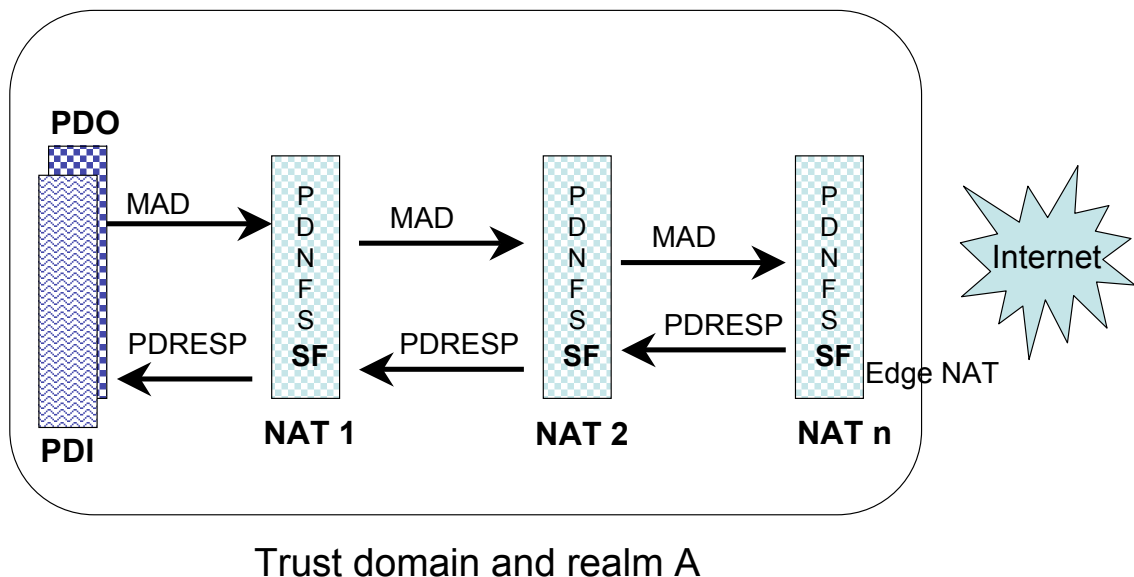 PDO
MAD
MAD
MAD
P
D
N
F
S
SF
P
D
N
F
S
SF
P
D
N
F
S
SF
Internet
PDRESP
PDRESP
PDRESP
Edge NAT
PDI
NAT 1
NAT 2
NAT n
Trust domain and realm A